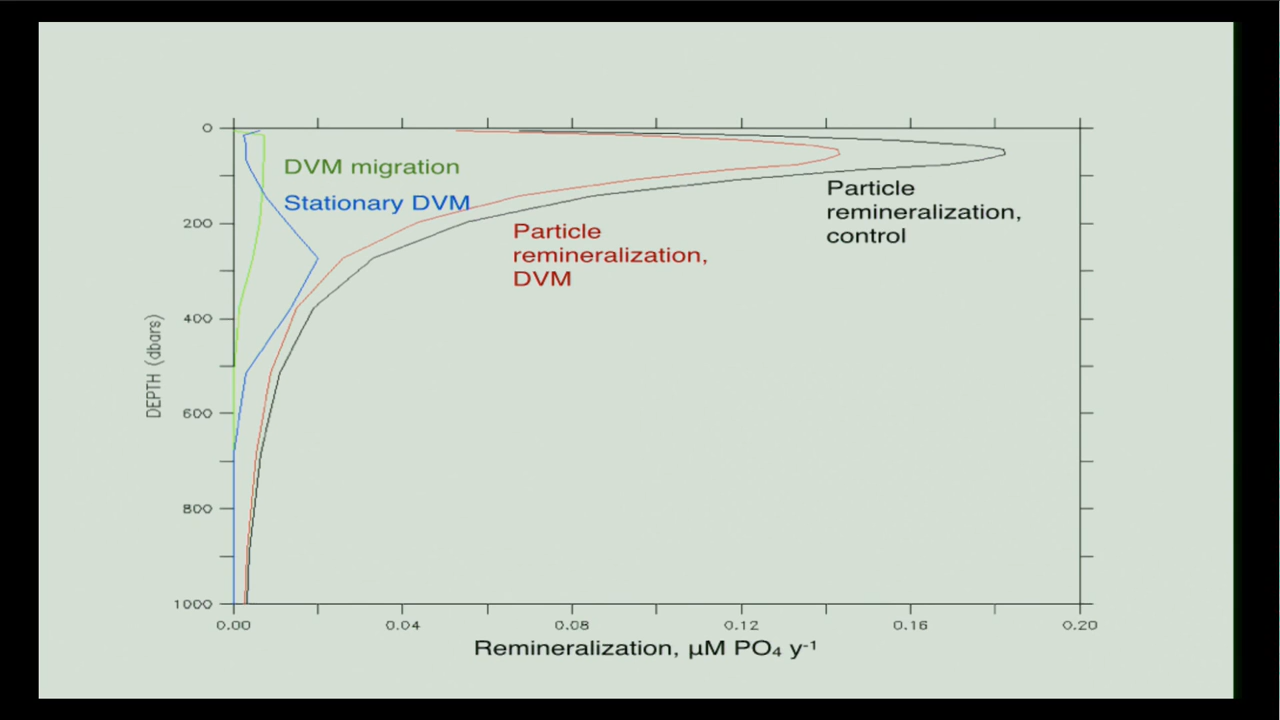 0
200
400
600
800
1000
DEPTH (dbars)
DVM migration
Stationary DVM
Particle
remineralization,
DVM
Particle
remineralization,
control
0.00 0.04 0.08 0.12 0.16 0.20
Remineralization, µM PO₄ y⁻¹